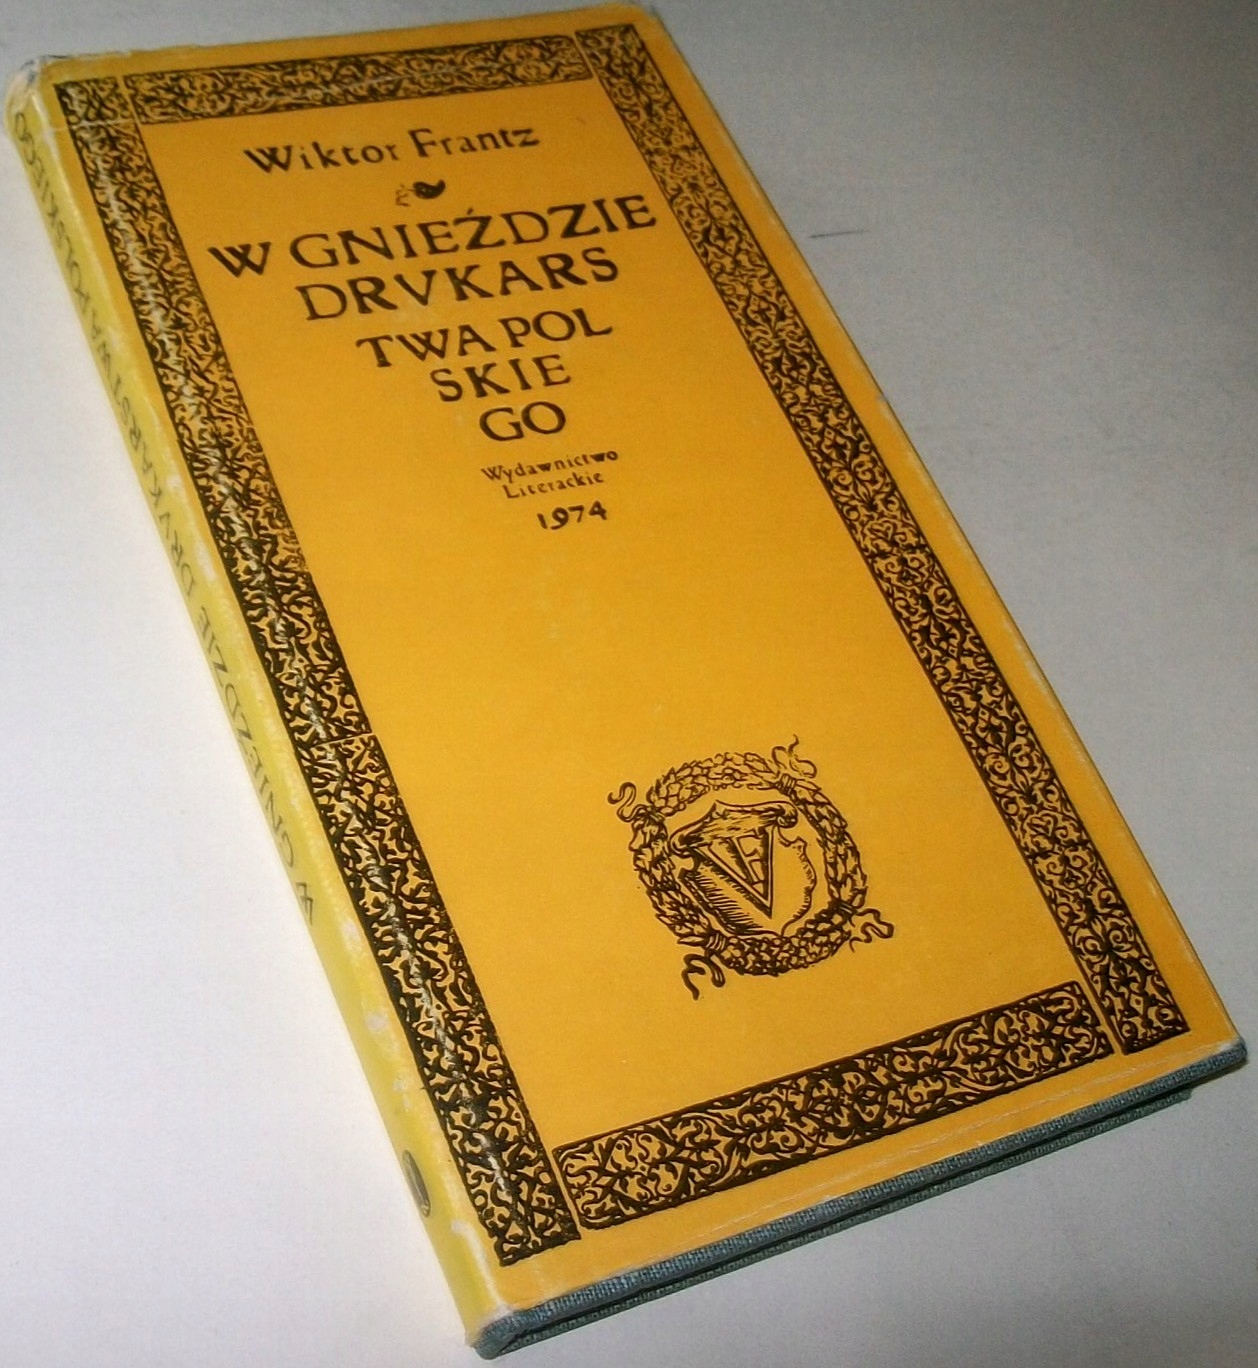 Wiktor Frantz
W GNIEŹDZIE
DRVKARS
TWA POL
SKIE
GO
Wydawnictwo
Literackie
1974
W GNIEŹDZIE DRVKARSTWA POLSKIEGO